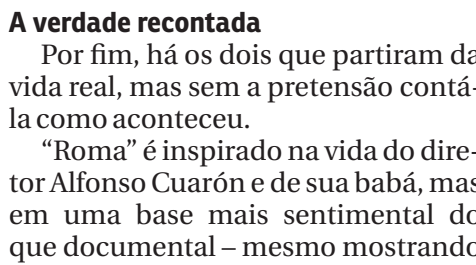 A verdade recontada
Por fim, há os dois que partiram da
vida real, mas sem a pretensão contá-
la como aconteceu.
“Roma” é inspirado na vida do dire-
tor Alfonso Cuarón e de sua babá, mas
em uma base mais sentimental do
que documental – mesmo mostrando